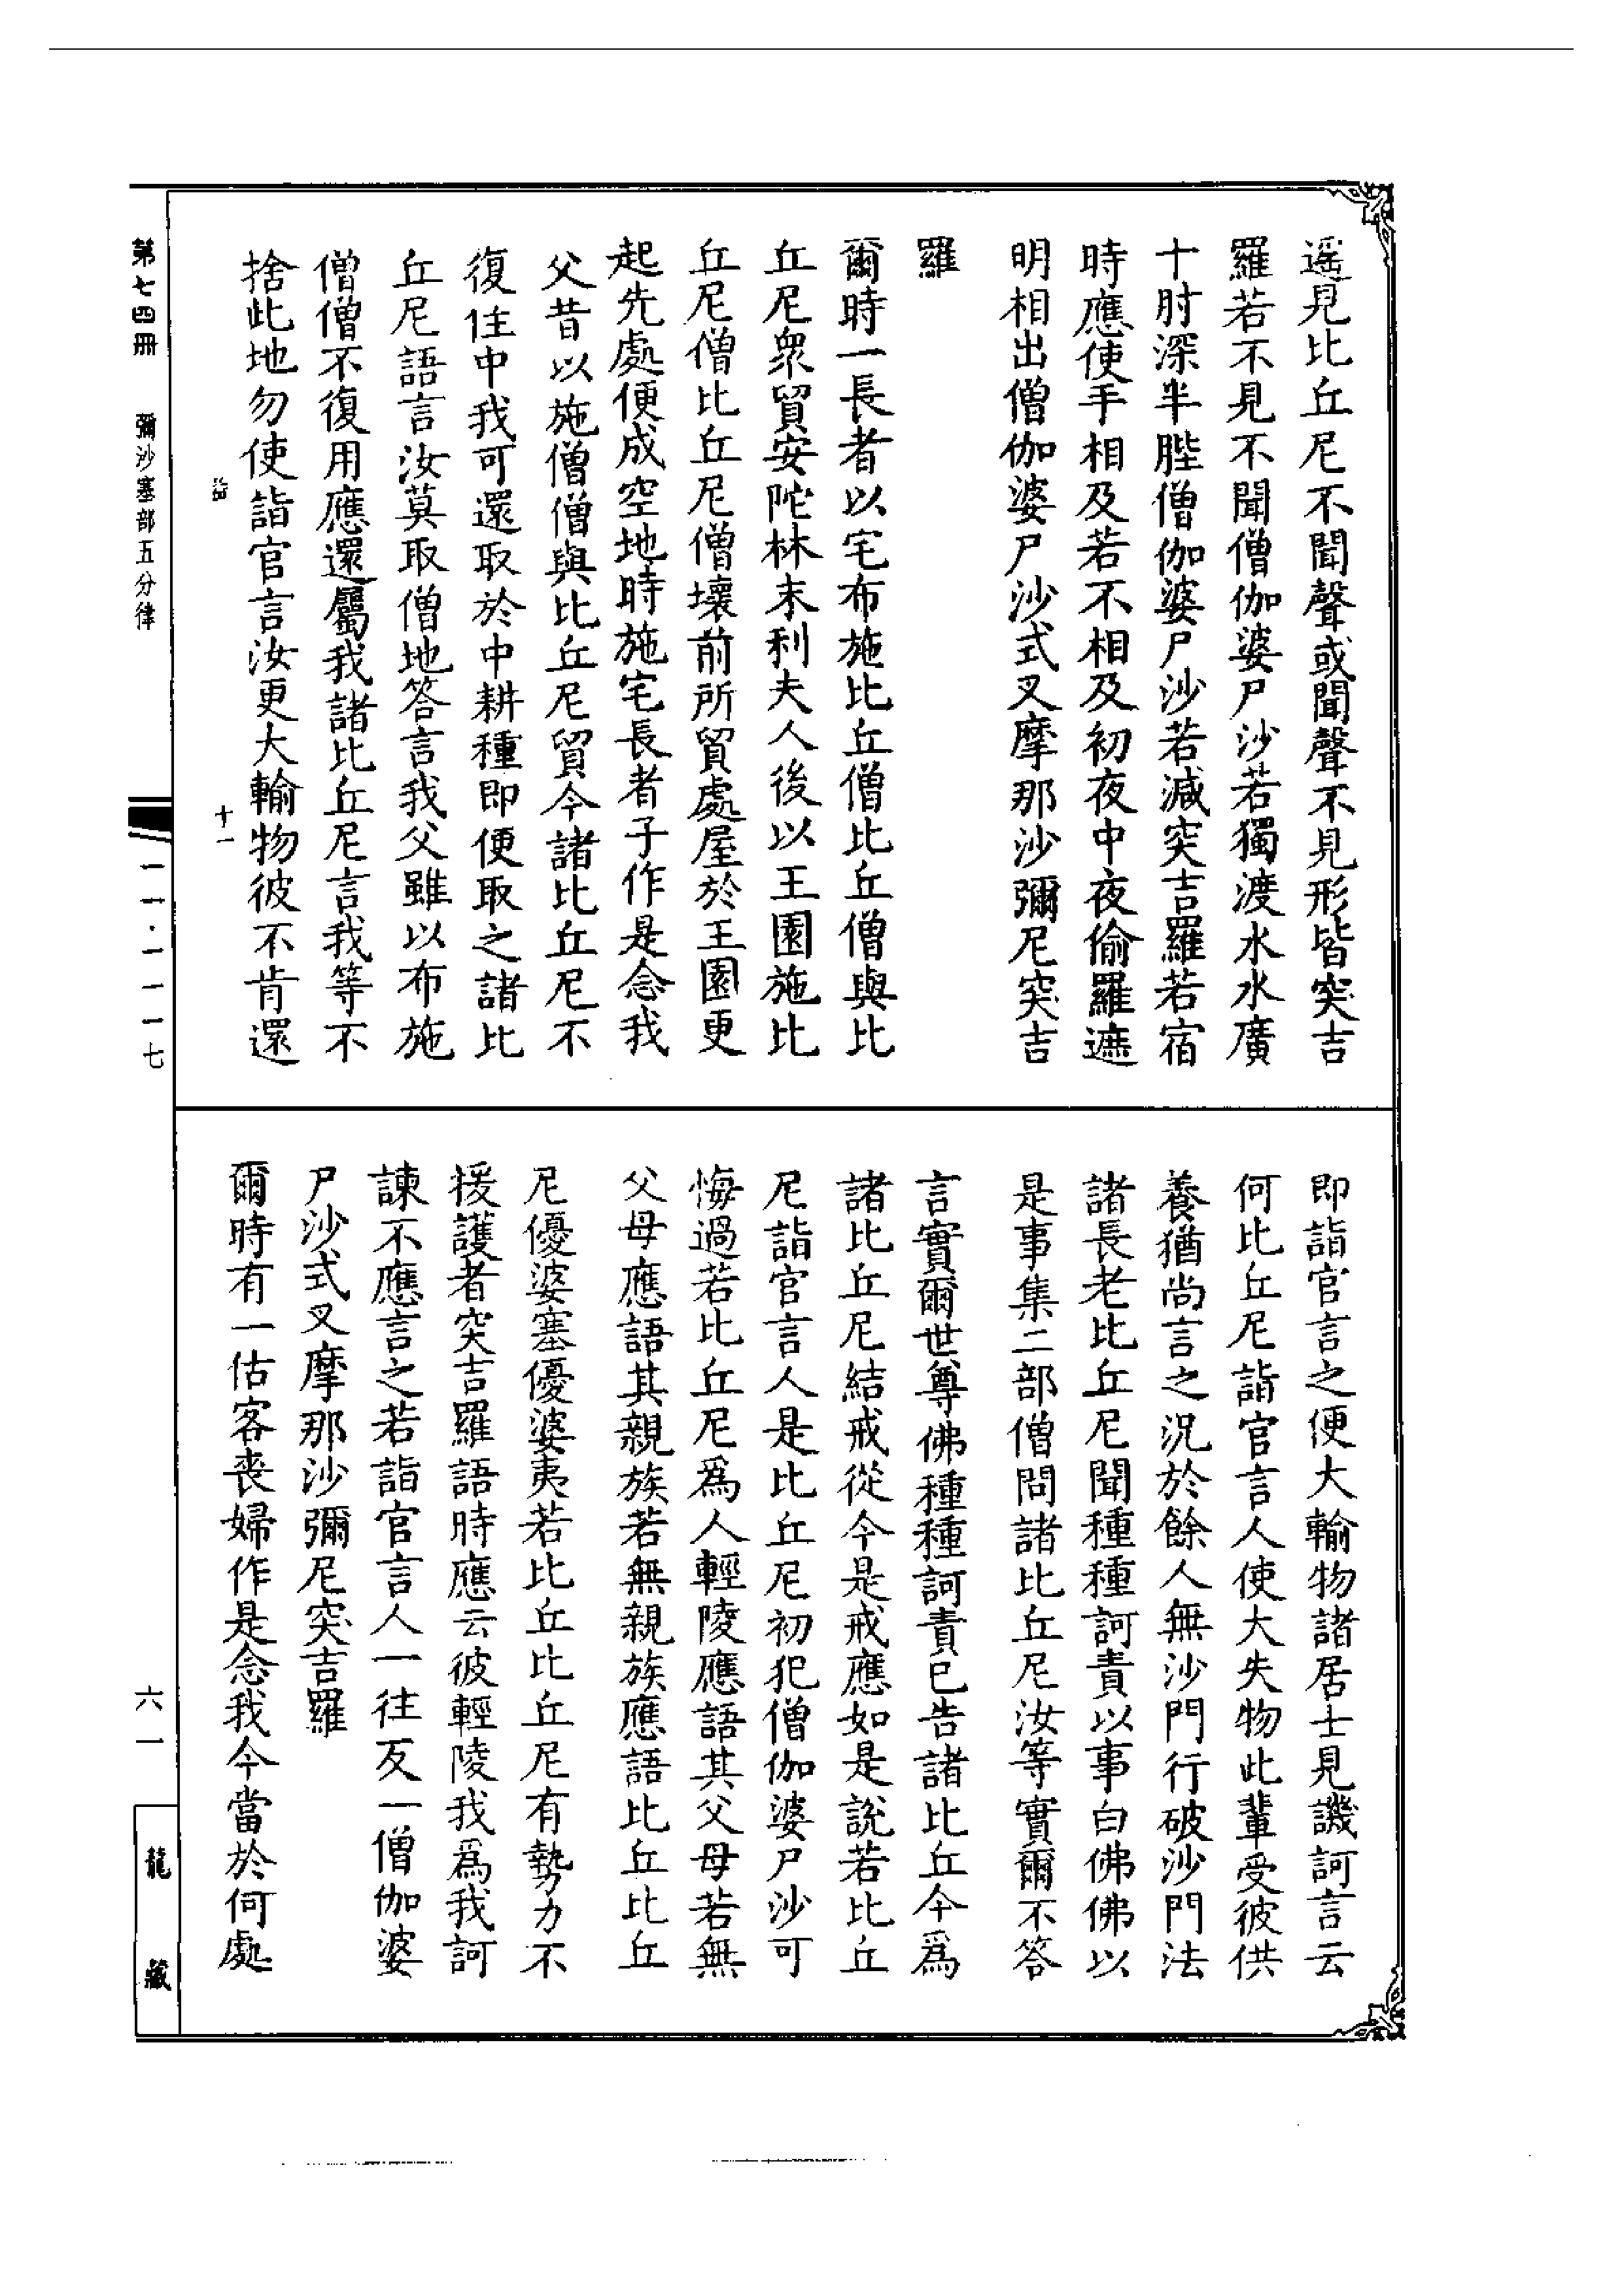 遥見比丘尼不聞聲或聞聲不見形皆突吉
羅若不見不聞僧伽婆尸沙若獨渡水水廣
十肘深半髀僧伽婆尸沙若減突吉羅若宿
時應使手相及若不相及初夜中夜偷羅遮
明相出僧伽婆尸沙式叉摩那沙彌尼突吉
羅
爾時一長者以宅布施比丘僧比丘僧與比
丘尼衆貿安陀林末利夫人後以王園施比
丘尼僧比丘尼僧壞前所貿處屋於王園更
起先處便成空地時施宅長者子作是念我
父昔以施僧僧與比丘尼貿今諸比丘尼不
復住中我可還取於中耕種即便取之諸比
丘尼語言汝莫取僧地答言我父雖以布施
僧僧不復用應還屬我諸比丘尼言我等不
捨此地勿使詣官言汝更大輸物彼不肯還
十一
即詣官言之便大輸物諸居士見譏訶言云
何比丘尼詣官言人使大失物此輩受彼供
養猶尚言之況於餘人無沙門行破沙門法
諸長老比丘尼聞種種訶責以事白佛佛以
是事集二部僧問諸比丘尼汝等實爾不答
言實爾世尊佛種種訶責已告諸比丘今爲
諸比丘尼結戒從今是戒應如是說若比丘
尼詣官言人是比丘尼初犯僧伽婆尸沙可
悔過若比丘尼爲人輕陵應語其父母若無
父母應語其親族若無親族應語比丘比丘
尼優婆塞優婆夷若比丘比丘尼有勢力不
援護者突吉羅語時應云彼輕陵我爲我訶
諫不應言之若詣官言人一往反一僧伽婆
尸沙式叉摩那沙彌尼突吉羅
爾時有一估客喪婦作是念我今當於何處
第七四冊 彌沙塞部五分律
一一·一一一七
六一
龍藏